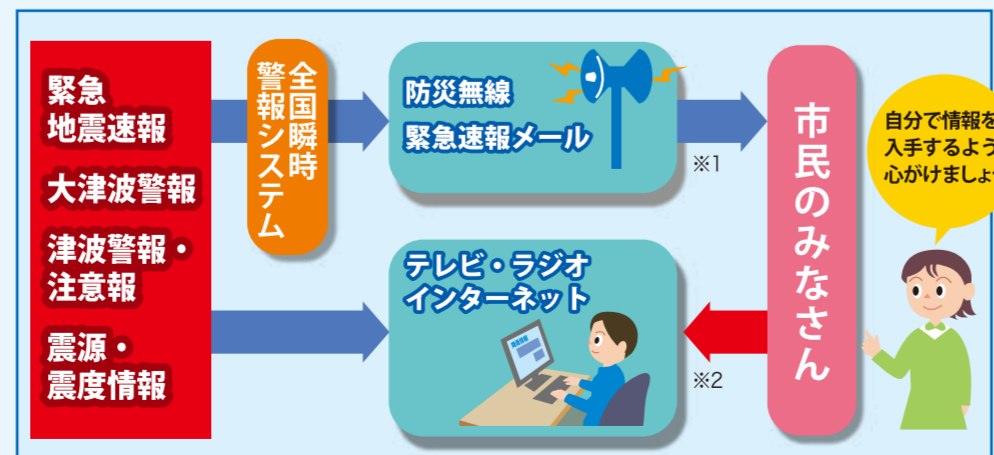 緊急
地震速報
大津波警報
津波警報・
注意報
震源・
震度情報
全国瞬時
警報システム
防災無線
緊急速報メール
※1
テレビ・ラジオ
インターネット
※2
市民のみなさん
自分で情報を
入手するよう
心がけましょ